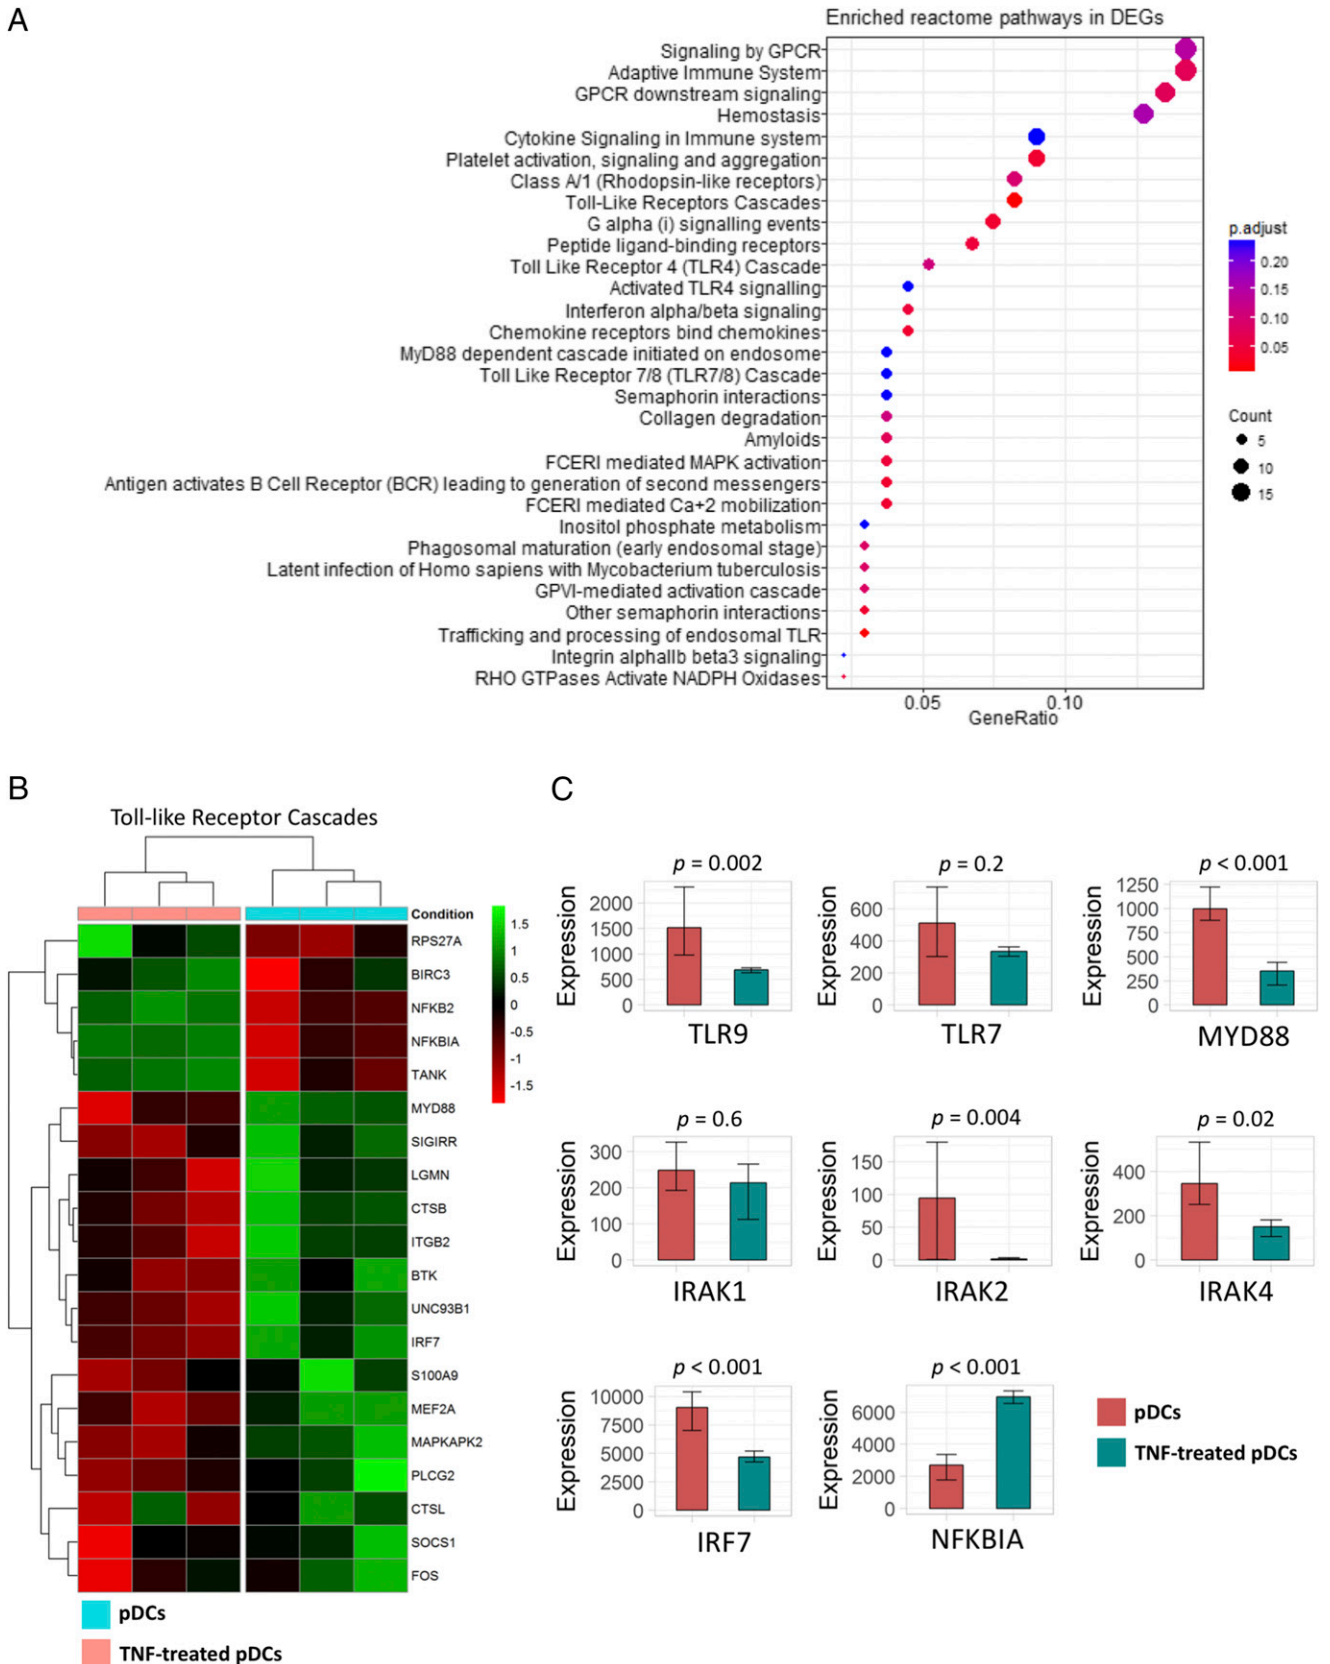 A
Enriched reactome pathways in DEGs
Signaling by GPCR
Adaptive Immune System
GPCR downstream signaling
Hemostasis
Cytokine Signaling in Immune system
Platelet activation, signaling and aggregation
Class A/1 (Rhodopsin-like receptors)
Toll-Like Receptors Cascades
G alpha (i) signalling events
Peptide ligand-binding receptors
Toll Like Receptor 4 (TLR4) Cascade
Activated TLR4 signalling
Interferon alpha/beta signaling
Chemokine receptors bind chemokines
MyD88 dependent cascade initiated on endosome
Toll Like Receptor 7/8 (TLR7/8) Cascade
Semaphorin interactions
Collagen degradation
Amyloids
FCERI mediated MAPK activation
Antigen activates B Cell Receptor (BCR) leading to generation of second messengers
FCERI mediated Ca+2 mobilization
Inositol phosphate metabolism
Phagosomal maturation (early endosomal stage)
Latent infection of Homo sapiens with Mycobacterium tuberculosis
GPVI-mediated activation cascade
Other semaphorin interactions
Trafficking and processing of endosomal TLR
Integrin alphaIIb beta3 signaling
RHO GTPases Activate NADPH Oxidases
0.05 0.10
GeneRatio
p.adjust
0.20
0.15
0.10
0.05
Count
5
10
15
B
Toll-like Receptor Cascades
Condition
RPS27A
BIRC3
NFKB2
NFKBIA
TANK
MYD88
SIGIRR
LGMN
CTSB
ITGB2
BTK
UNC93B1
IRF7
S100A9
MEF2A
MAPKAPK2
PLCG2
CTSL
SOCS1
FOS
1.5
1
0.5
0
-0.5
-1
-1.5
pDCs
TNF-treated pDCs
C
p = 0.002
Expression
2000
1500
1000
500
0
TLR9
p = 0.2
Expression
600
400
200
0
TLR7
p < 0.001
Expression
1250
1000
750
500
250
0
MYD88
p = 0.6
Expression
300
200
100
0
IRAK1
p = 0.004
Expression
150
100
50
0
IRAK2
p = 0.02
Expression
400
200
0
IRAK4
p < 0.001
Expression
10000
7500
5000
2500
0
IRF7
p < 0.001
Expression
6000
4000
2000
0
NFKBIA
pDCs
TNF-treated pDCs